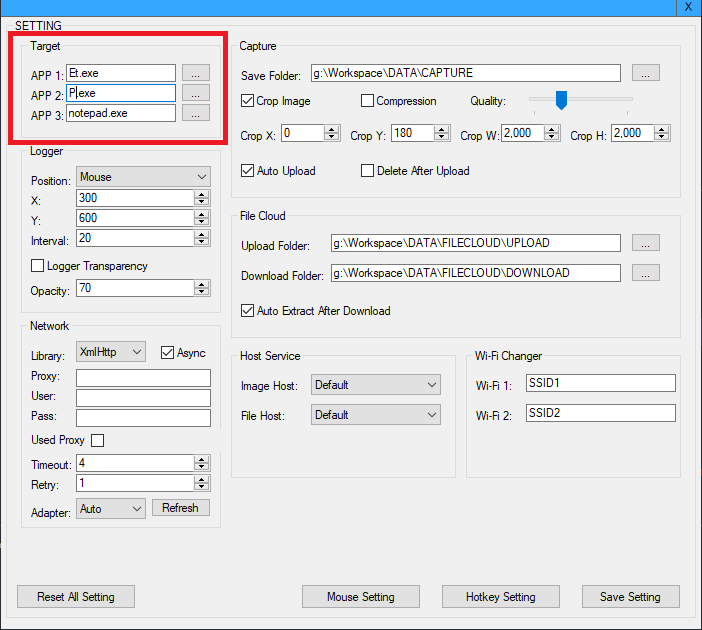 X
SETTING
Target
APP 1: Et.exe ...
APP 2: P.exe ...
APP 3: notepad.exe ...
Logger
Position: Mouse
X: 300
Y: 600
Interval: 20
Logger Transparency
Opacity: 70
Network
Library: XmlHttp Async
Proxy:
User:
Pass:
Used Proxy
Timeout: 4
Retry: 1
Adapter: Auto Refresh
Capture
Save Folder: g:\Workspace\DATA\CAPTURE ...
Crop Image Compression Quality:
Crop X: 0 Crop Y: 180 Crop W: 2,000 Crop H: 2,000
Auto Upload Delete After Upload
File Cloud
Upload Folder: g:\Workspace\DATA\FILECLOUD\UPLOAD ...
Download Folder: g:\Workspace\DATA\FILECLOUD\DOWNLOAD ...
Auto Extract After Download
Host Service
Image Host: Default
File Host: Default
Wi-Fi Changer
Wi-Fi 1: SSID1
Wi-Fi 2: SSID2
Reset All Setting Mouse Setting Hotkey Setting Save Setting